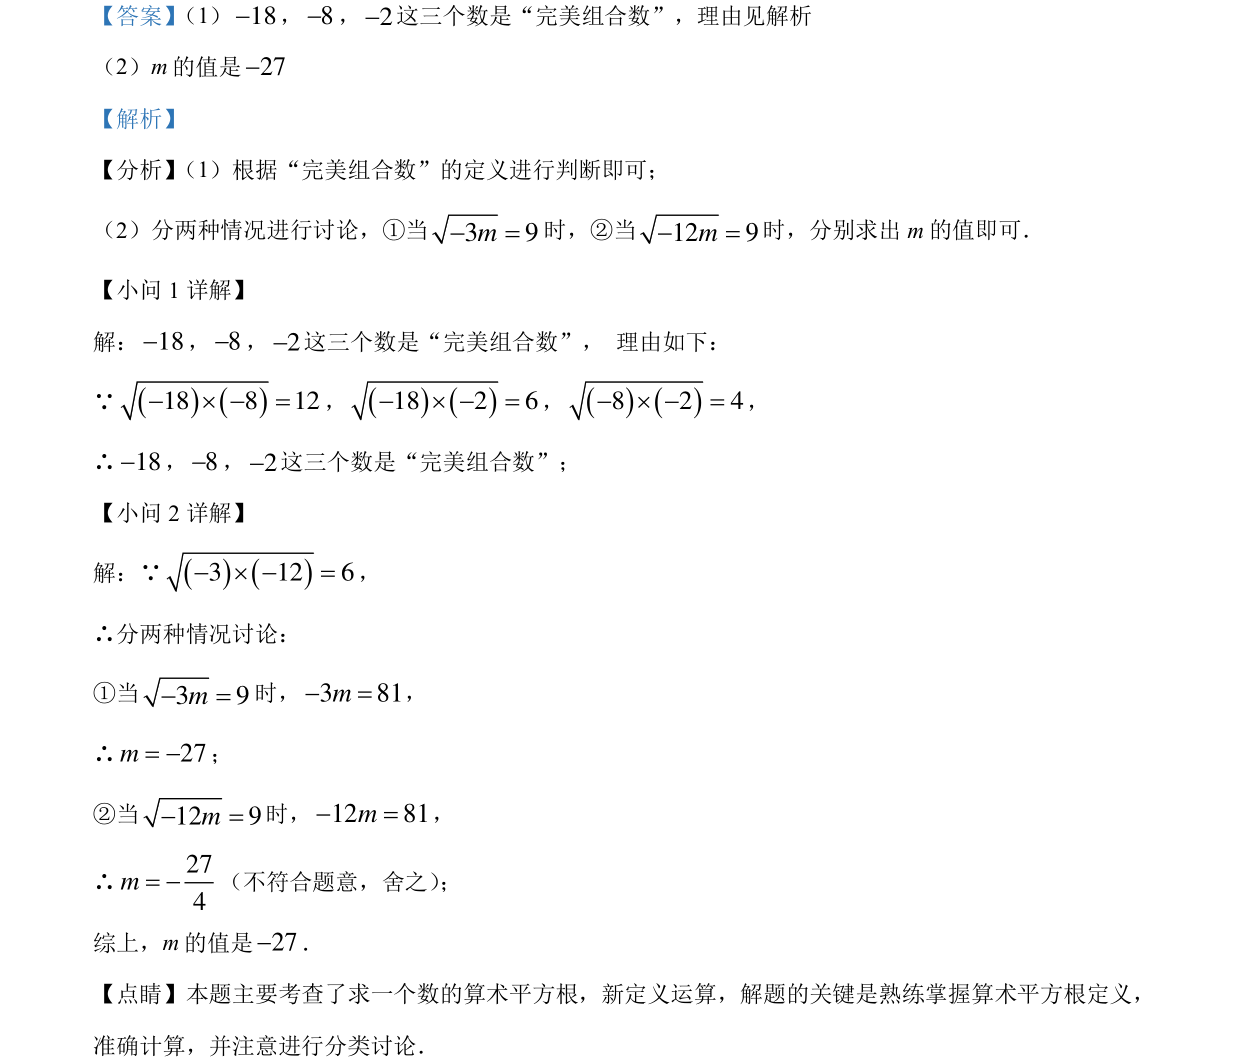 【答案】（1）−18，−8，−2这三个数是“完美组合数”，理由见解析
（2）m 的值是−27
【解析】
【分析】（1）根据“完美组合数”的定义进行判断即可；
（2）分两种情况进行讨论，①当√(−3m) = 9 时，②当√(−12m) = 9时，分别求出 m 的值即可．
【小问 1 详解】
解：−18，−8，−2这三个数是“完美组合数”， 理由如下：
∵ √((−18)×(−8)) = 12，√((−18)×(−2)) = 6，√((−8)×(−2)) = 4，
∴ −18，−8，−2这三个数是“完美组合数”；
【小问 2 详解】
解：∵ √((−3)×(−12)) = 6，
∴分两种情况讨论：
①当√(−3m) = 9 时，−3m = 81，
∴ m = −27；
②当√(−12m) = 9时，−12m = 81，
∴ m = −27/4（不符合题意，舍之）；
综上，m 的值是−27．
【点睛】本题主要考查了求一个数的算术平方根，新定义运算，解题的关键是熟练掌握算术平方根定义，
准确计算，并注意进行分类讨论．